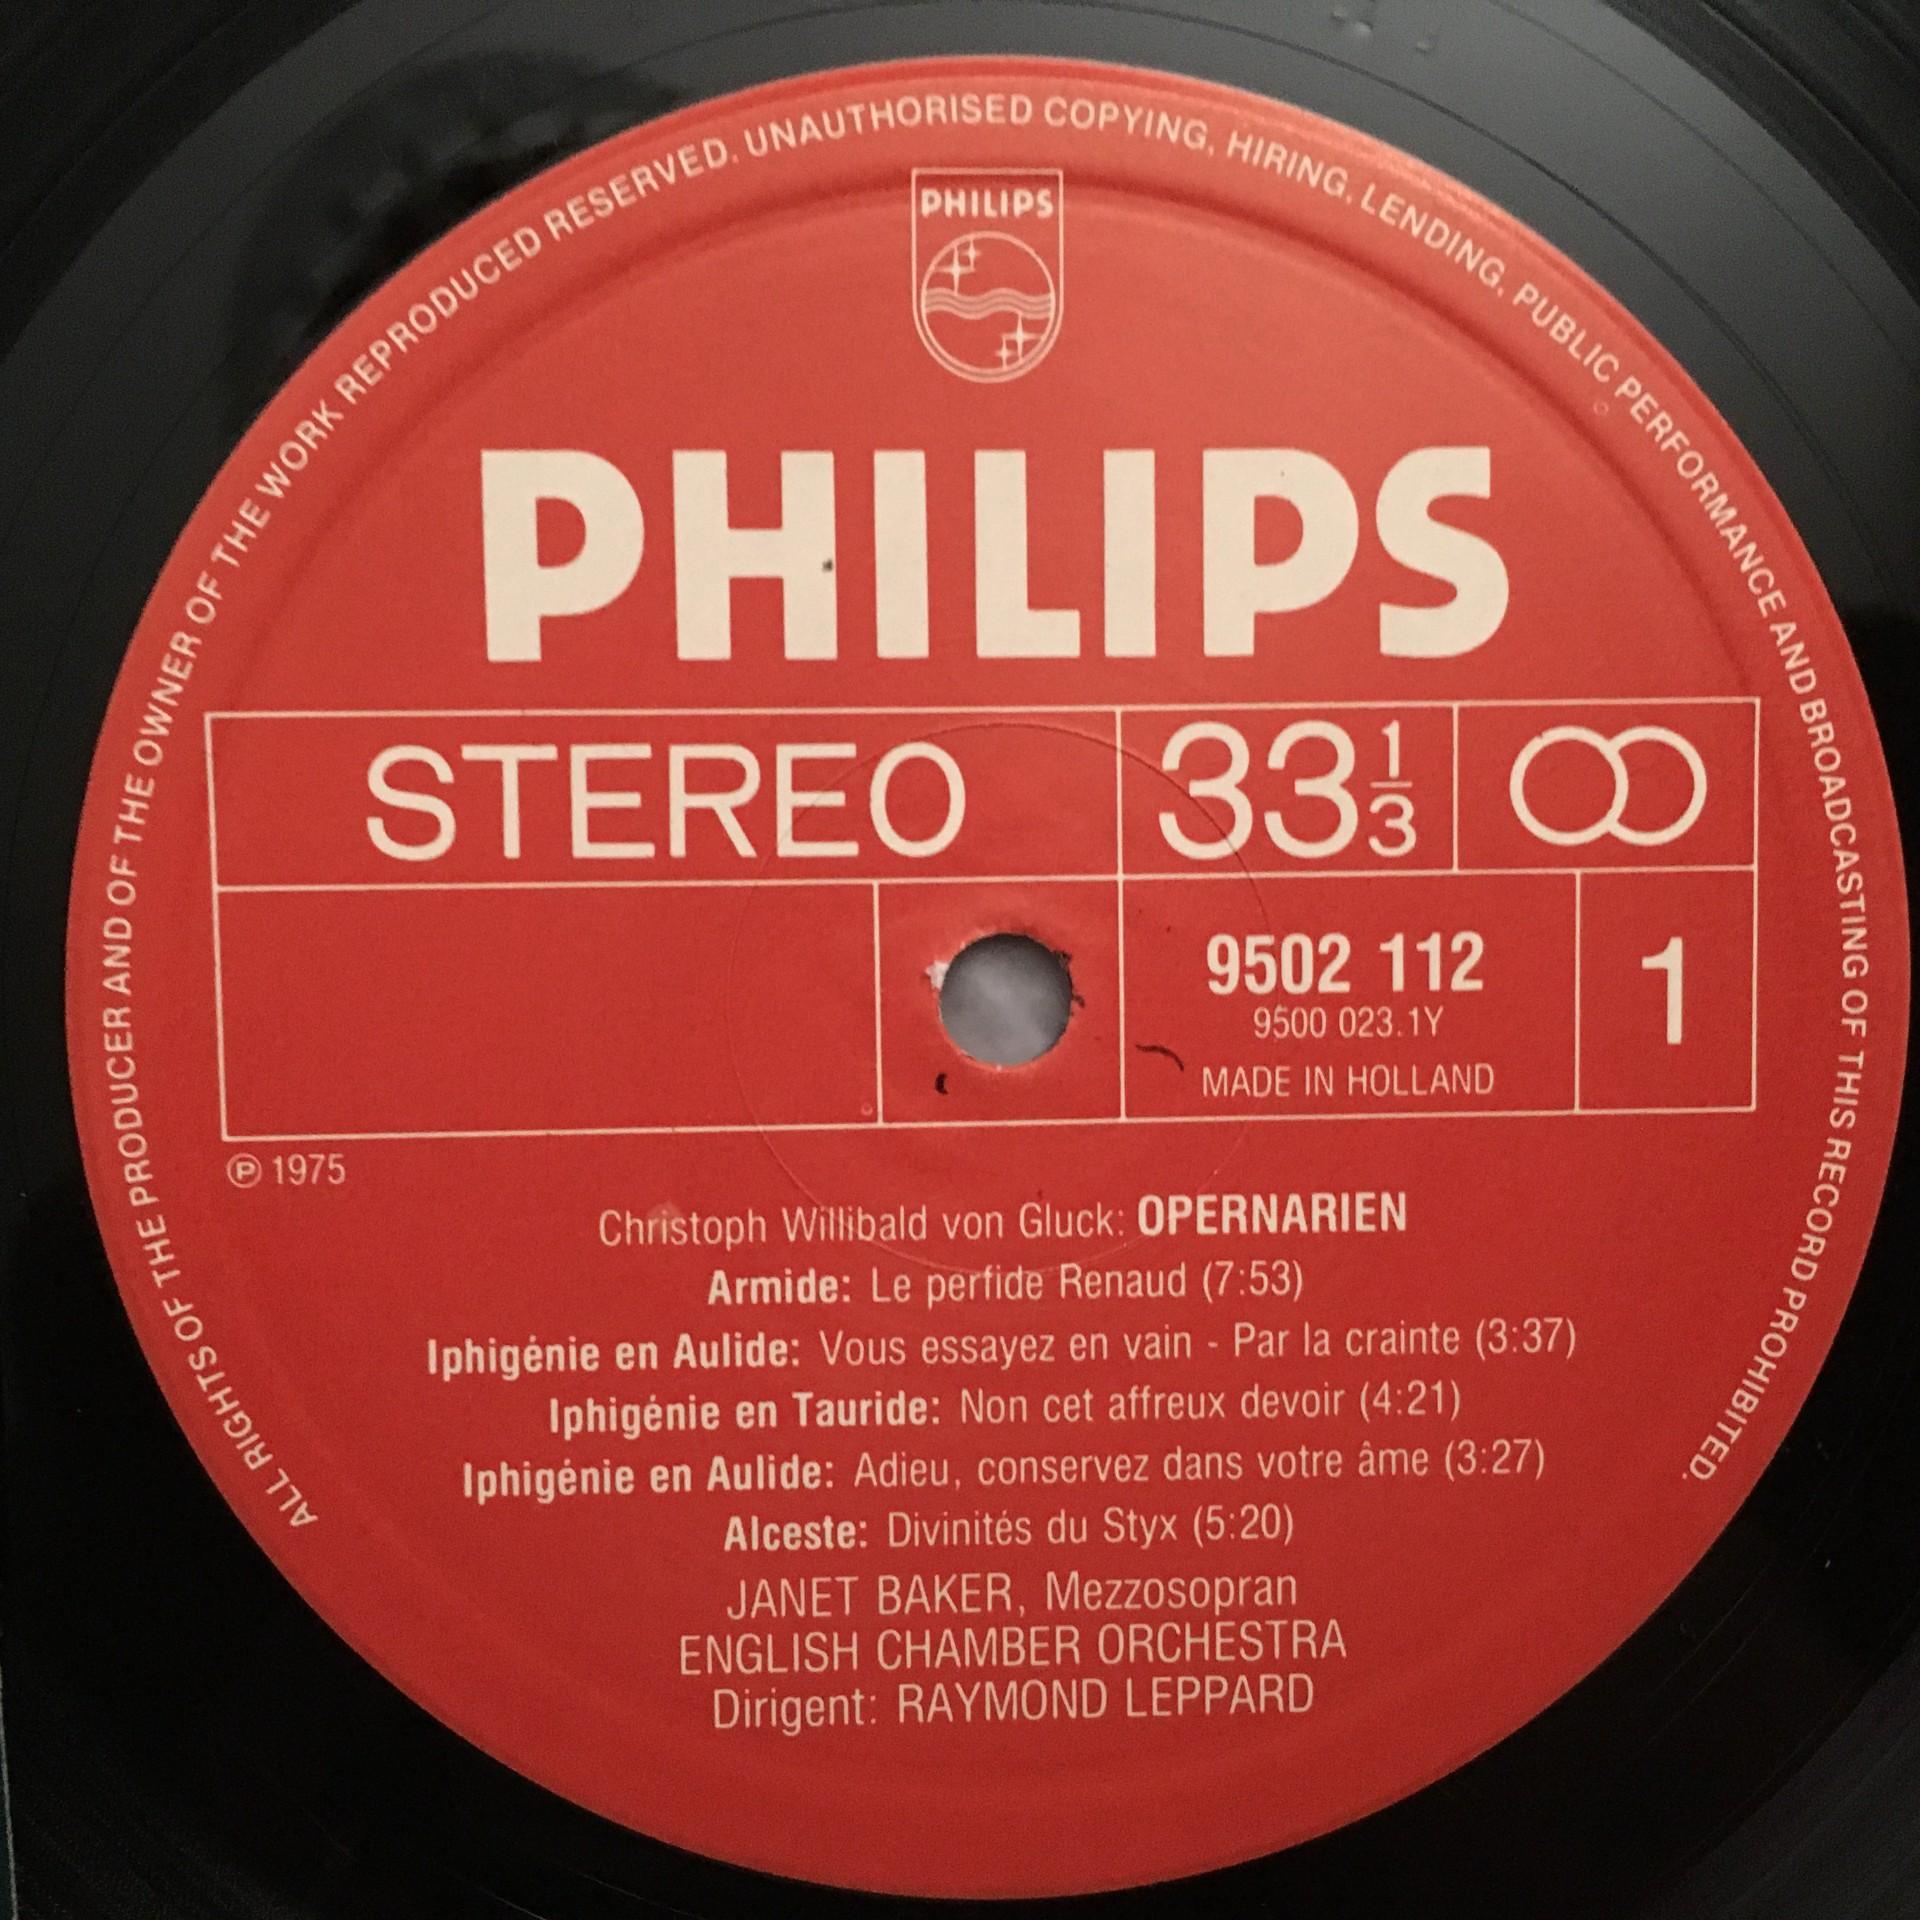 ALL RIGHTS OF THE PRODUCER AND OF THE OWNER OF THE WORK REPRODUCED RESERVED. UNAUTHORISED COPYING, HIRING, LENDING, PUBLIC PERFORMANCE AND BROADCASTING OF THIS RECORD PROHIBITED.
PHILIPS
PHILIPS
STEREO 33 1/3
9502 112 1
9500 023.1Y
MADE IN HOLLAND
℗ 1975
Christoph Willibald von Gluck: OPERNARIEN
Armide: Le perfide Renaud (7:53)
Iphigénie en Aulide: Vous essayez en vain - Par la crainte (3:37)
Iphigénie en Tauride: Non cet affreux devoir (4:21)
Iphigénie en Aulide: Adieu, conservez dans votre âme (3:27)
Alceste: Divinités du Styx (5:20)
JANET BAKER, Mezzosopran
ENGLISH CHAMBER ORCHESTRA
Dirigent: RAYMOND LEPPARD